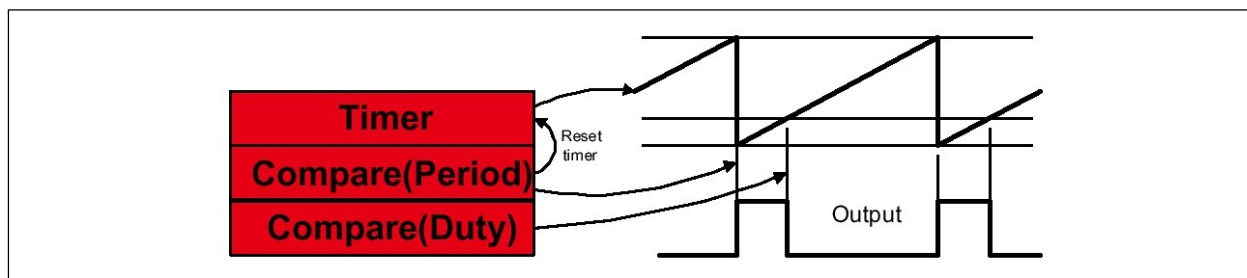 Timer
Reset
timer
Compare(Period)
Compare(Duty)
Output